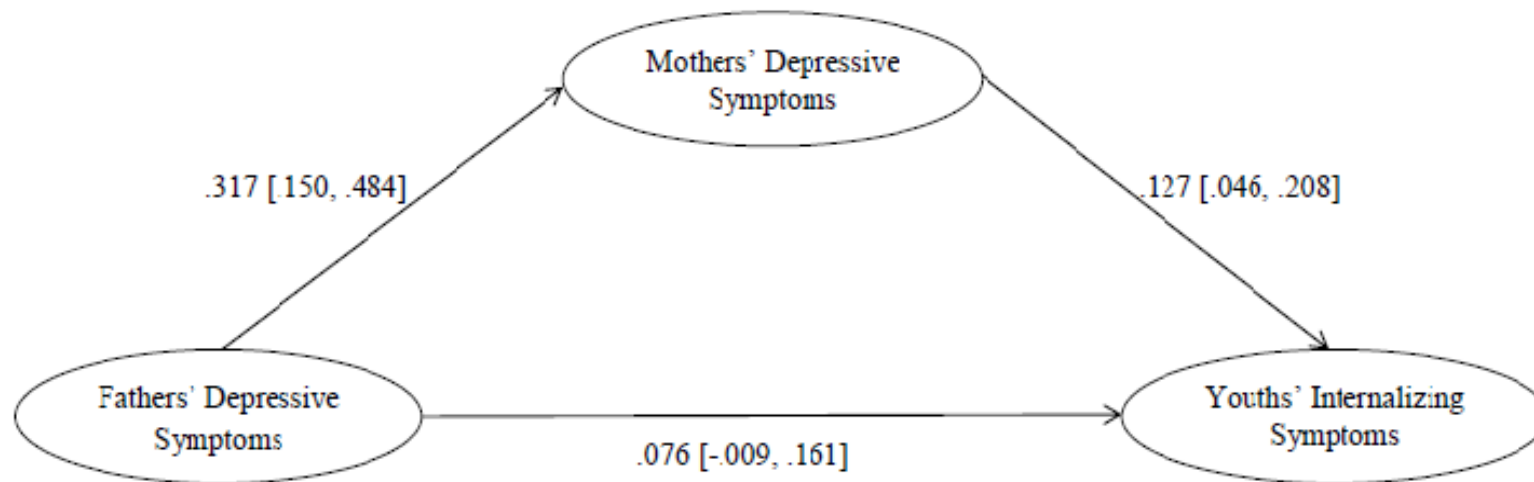 Mothers' Depressive
Symptoms
.317 [.150, .484]
.127 [.046, .208]
Fathers' Depressive
Symptoms
Youths' Internalizing
Symptoms
.076 [-.009, .161]